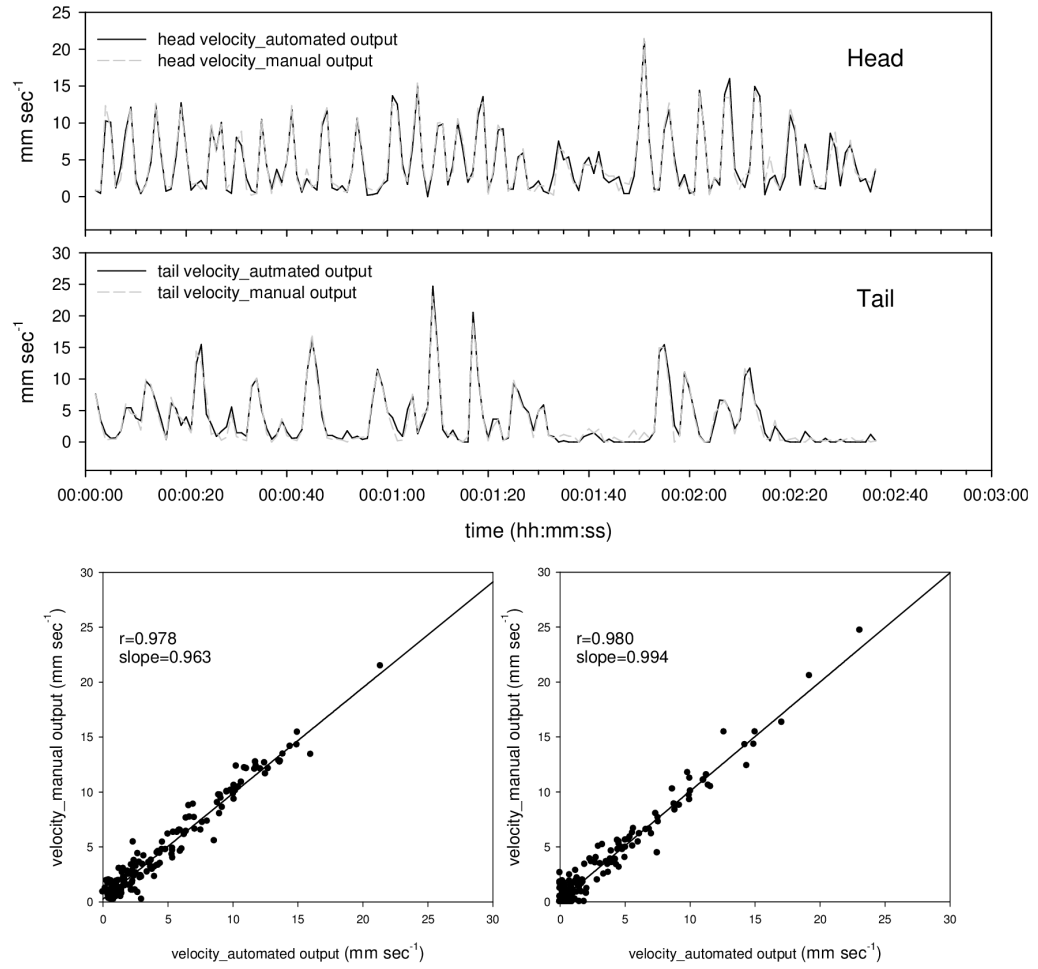 25
20
15
10
5
0
mm sec-1
head velocity_automated output
head velocity_manual output
Head
30
25
20
15
10
5
0
mm sec-1
tail velocity_autmated output
tail velocity_manual output
Tail
00:00:00 00:00:20 00:00:40 00:01:00 00:01:20 00:01:40 00:02:00 00:02:20 00:02:40 00:03:00
time (hh:mm:ss)
30
25
20
15
10
5
0
velocity_manual output (mm sec-1)
r=0.978
slope=0.963
0 5 10 15 20 25 30
velocity_automated output (mm sec-1)
30
25
20
15
10
5
0
velocity_manual output (mm sec-1)
r=0.980
slope=0.994
0 5 10 15 20 25 30
velocity_automated output (mm sec-1)